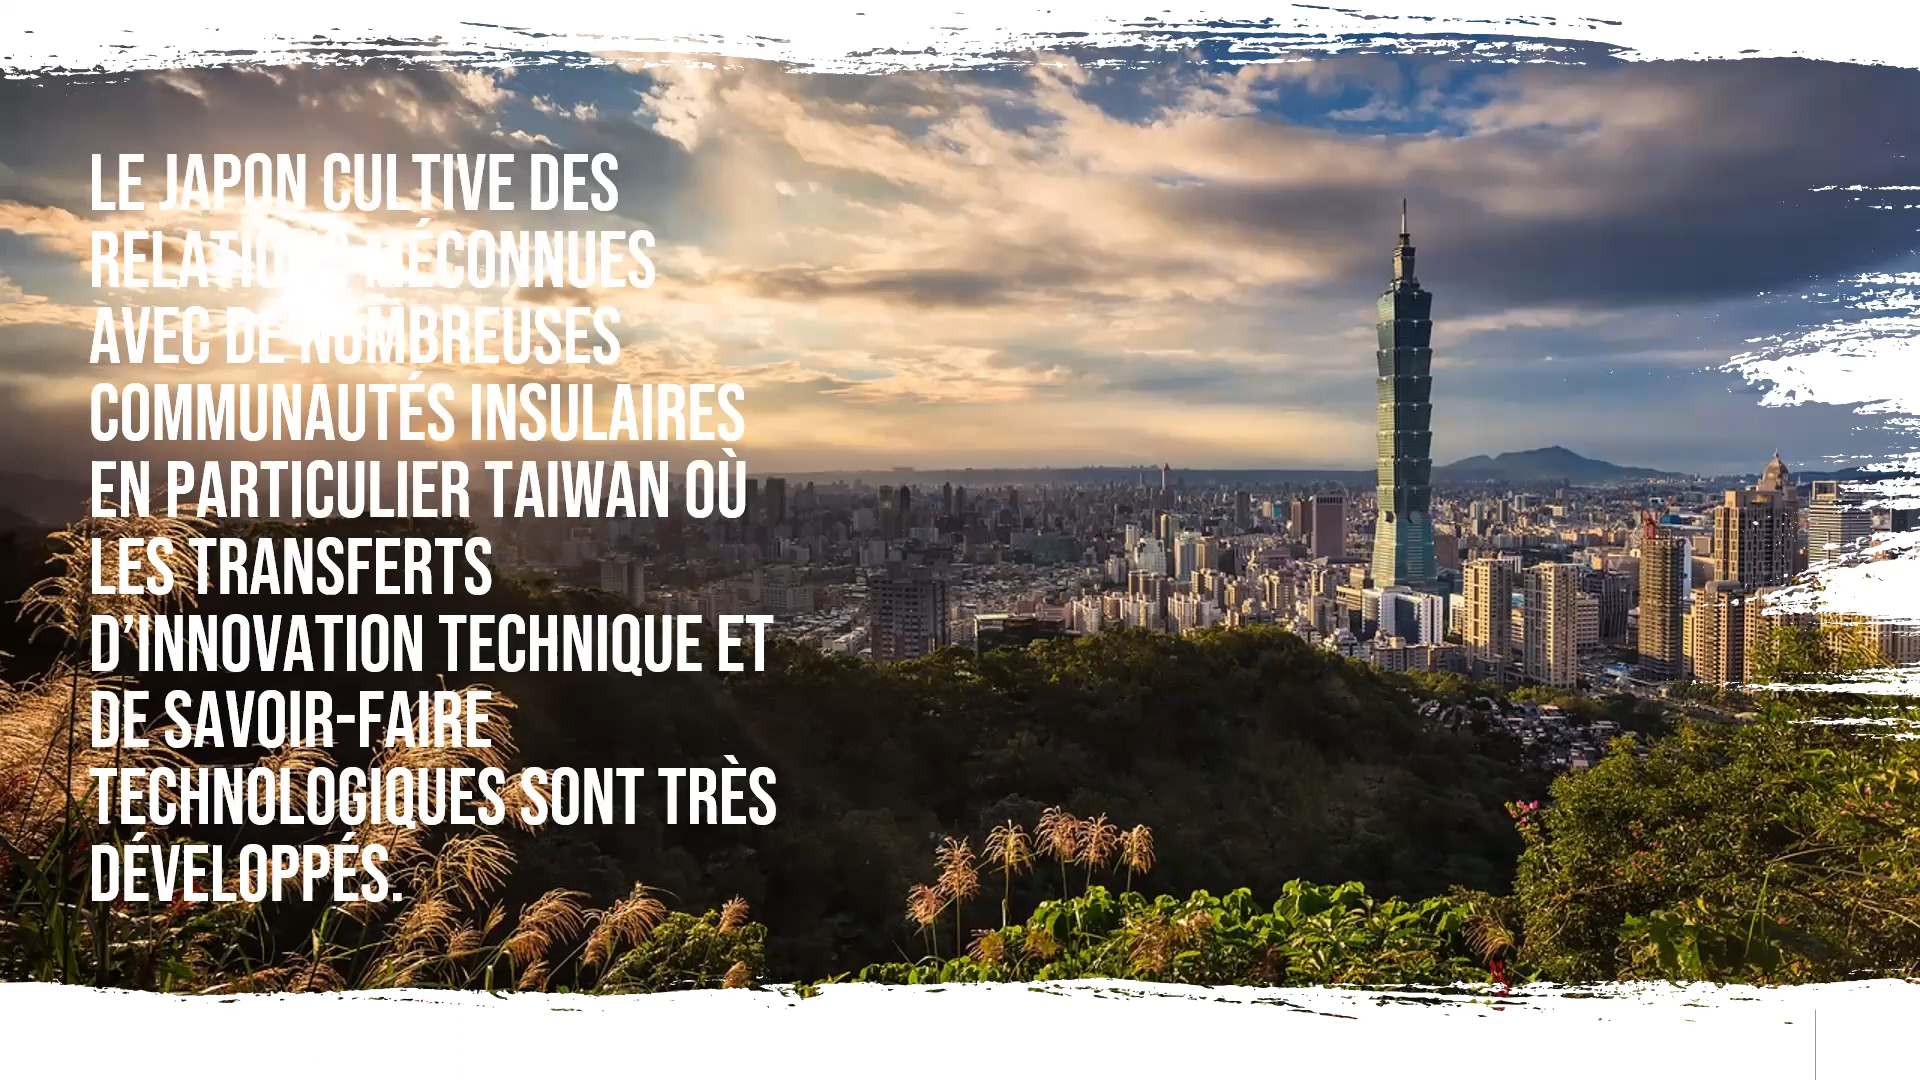 LE JAPON CULTIVE DES
RELATIONS MÉCONNUES
AVEC DE NOMBREUSES
COMMUNAUTÉS INSULAIRES
EN PARTICULIER TAIWAN OÙ
LES TRANSFERTS
D’INNOVATION TECHNIQUE ET
DE SAVOIR-FAIRE
TECHNOLOGIQUES SONT TRÈS
DÉVELOPPÉS.